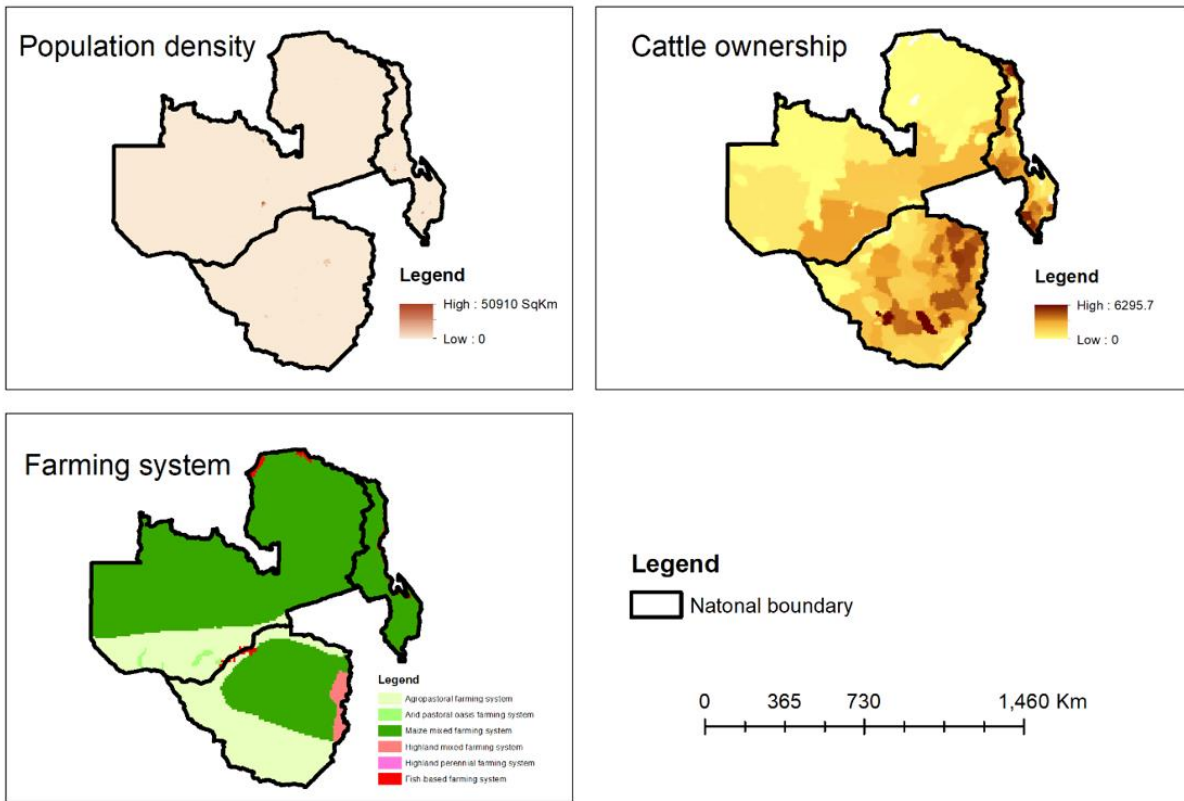 Population density
Legend
High : 50910 SqKm
Low : 0
Cattle ownership
Legend
High : 6295.7
Low : 0
Farming system
Legend
Agropastoral farming system
Arid pastoral oasis farming system
Maize mixed farming system
Highland mixed farming system
Highland perennial farming system
Fish based farming system
Legend
Natonal boundary
0 365 730 1,460 Km